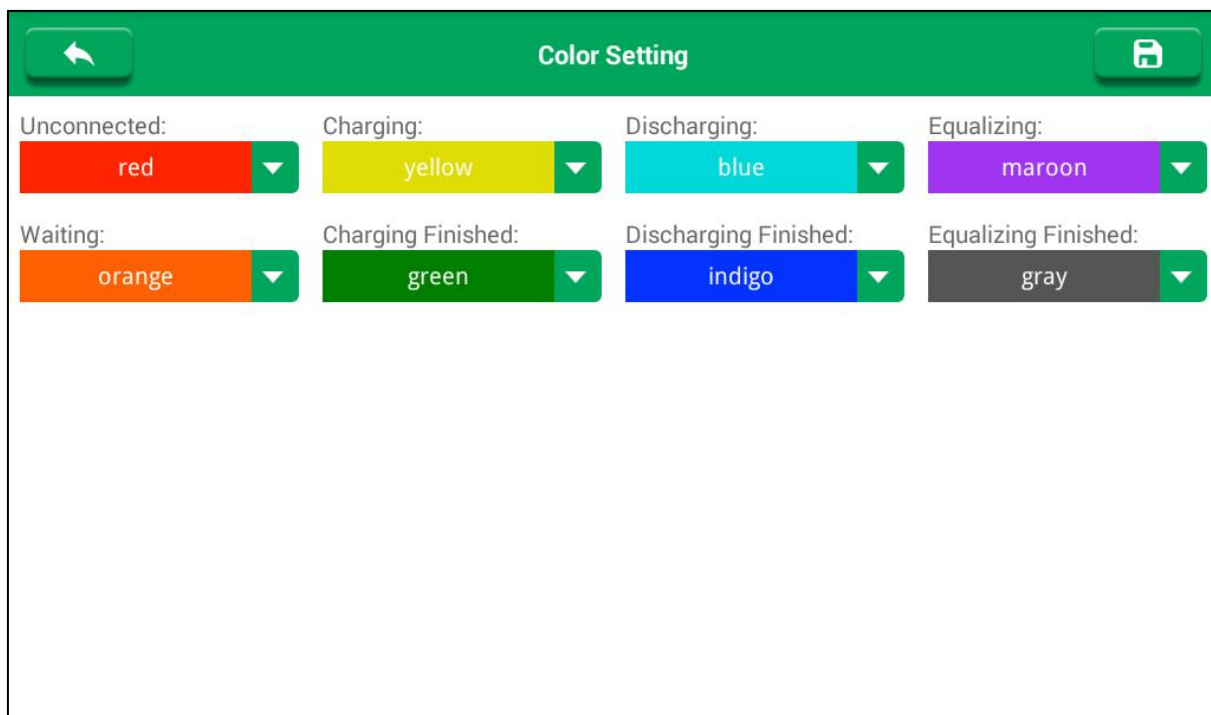 Color Setting
Unconnected: Charging: Discharging: Equalizing:
red yellow blue maroon
Waiting: Charging Finished: Discharging Finished: Equalizing Finished:
orange green indigo gray